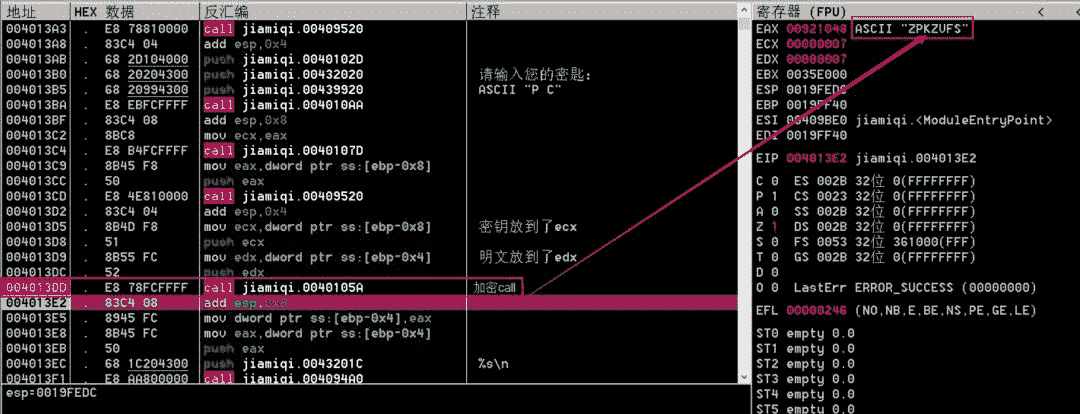 地址 HEX 数据 反汇编 注释 寄存器 (FPU) < <
004013A3 . E8 78810000 call jiamiqi.00409520
004013A8 . 83C4 04 add esp,0x4
004013AB . 68 2D104000 push jiamiqi.0040102D
004013B0 . 68 20204300 push jiamiqi.00432020 请输入您的密匙：
004013B5 . 68 20994300 push jiamiqi.00439920 ASCII "P C"
004013BA . E8 EBFCFFFF call jiamiqi.004010AA
004013BF . 83C4 08 add esp,0x8
004013C2 . 8BC8 mov ecx,eax
004013C4 . E8 B4FCFFFF call jiamiqi.0040107D
004013C9 . 8B45 F8 mov eax,dword ptr ss:[ebp-0x8]
004013CC . 50 push eax
004013CD . E8 4E810000 call jiamiqi.00409520
004013D2 . 83C4 04 add esp,0x4
004013D5 . 8B4D F8 mov ecx,dword ptr ss:[ebp-0x8] 密钥放到了ecx
004013D8 . 51 push ecx
004013D9 . 8B55 FC mov edx,dword ptr ss:[ebp-0x4] 明文放到了edx
004013DC . 52 push edx
004013DD . E8 78FCFFFF call jiamiqi.0040105A 加密call
004013E2 . 83C4 08 add esp,0x8
004013E5 . 8945 FC mov dword ptr ss:[ebp-0x4],eax
004013E8 . 8B45 FC mov eax,dword ptr ss:[ebp-0x4]
004013EB . 50 push eax
004013EC . 68 1C204300 push jiamiqi.0043201C %s\n
004013F1 . E8 AA800000 call jiamiqi.004094A0
esp=0019FEDC
EAX 00921048 ASCII "ZPKZVFS"
ECX 00000007
EDX 00000007
EBX 0035E000
ESP 0019FEDC
EBP 0019FF40
ESI 00409BE0 jiamiqi.<ModuleEntryPoint>
EDI 0019FF40
EIP 004013E2 jiamiqi.004013E2
C 0 ES 002B 32位 0(FFFFFFFF)
P 1 CS 0023 32位 0(FFFFFFFF)
A 0 SS 002B 32位 0(FFFFFFFF)
Z 1 DS 002B 32位 0(FFFFFFFF)
S 0 FS 0053 32位 361000(FFF)
T 0 GS 002B 32位 0(FFFFFFFF)
D 0
O 0 LastErr ERROR_SUCCESS (00000000)
EFL 00000246 (NO,NB,E,BE,NS,PE,GE,LE)
ST0 empty 0.0
ST1 empty 0.0
ST2 empty 0.0
ST3 empty 0.0
ST4 empty 0.0
ST5 empty 0.0